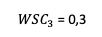 WSC₃ = 0,3